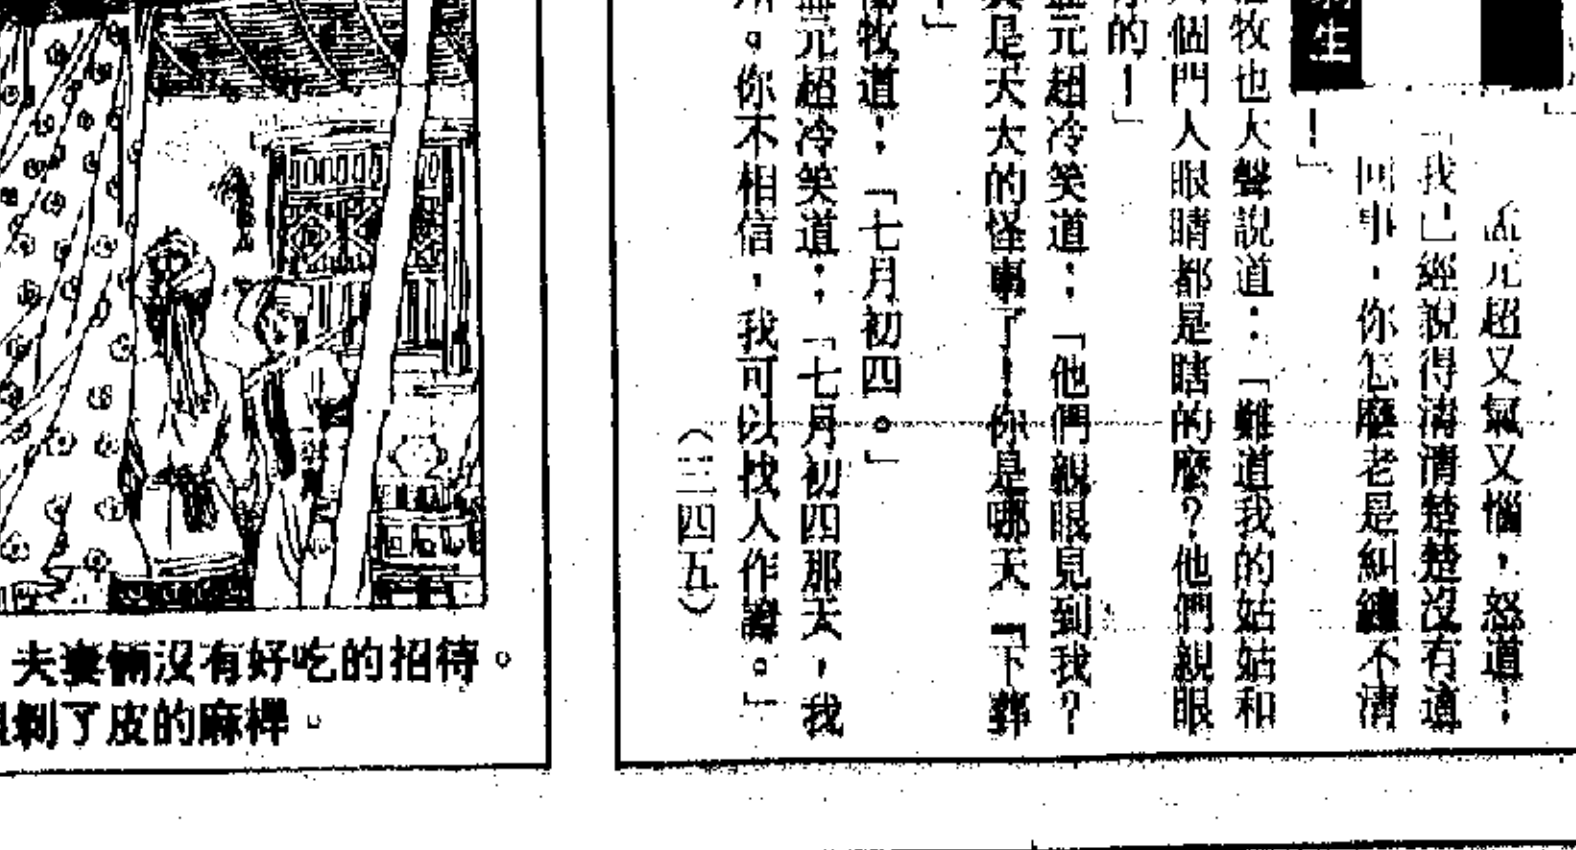 孟元超又氣又惱，怒道：
「我已經說得清清楚楚沒有這
回事，你怎麼老是糾纏不清
！」
牧也大聲說道：「難道我的姑姑和
個門人眼睛都是瞎的麼？他們親眼
的！」
元超冷笑道：「他們親眼見到我？
是天大的怪事了！你是哪天『下葬
』
牧道：「七月初四。」
元超冷笑道：「七月初四那天，我
。你不相信，我可以找人作證。」
（三四五）
生
夫妻倆沒有好吃的招待。
剝了皮的麻櫸。